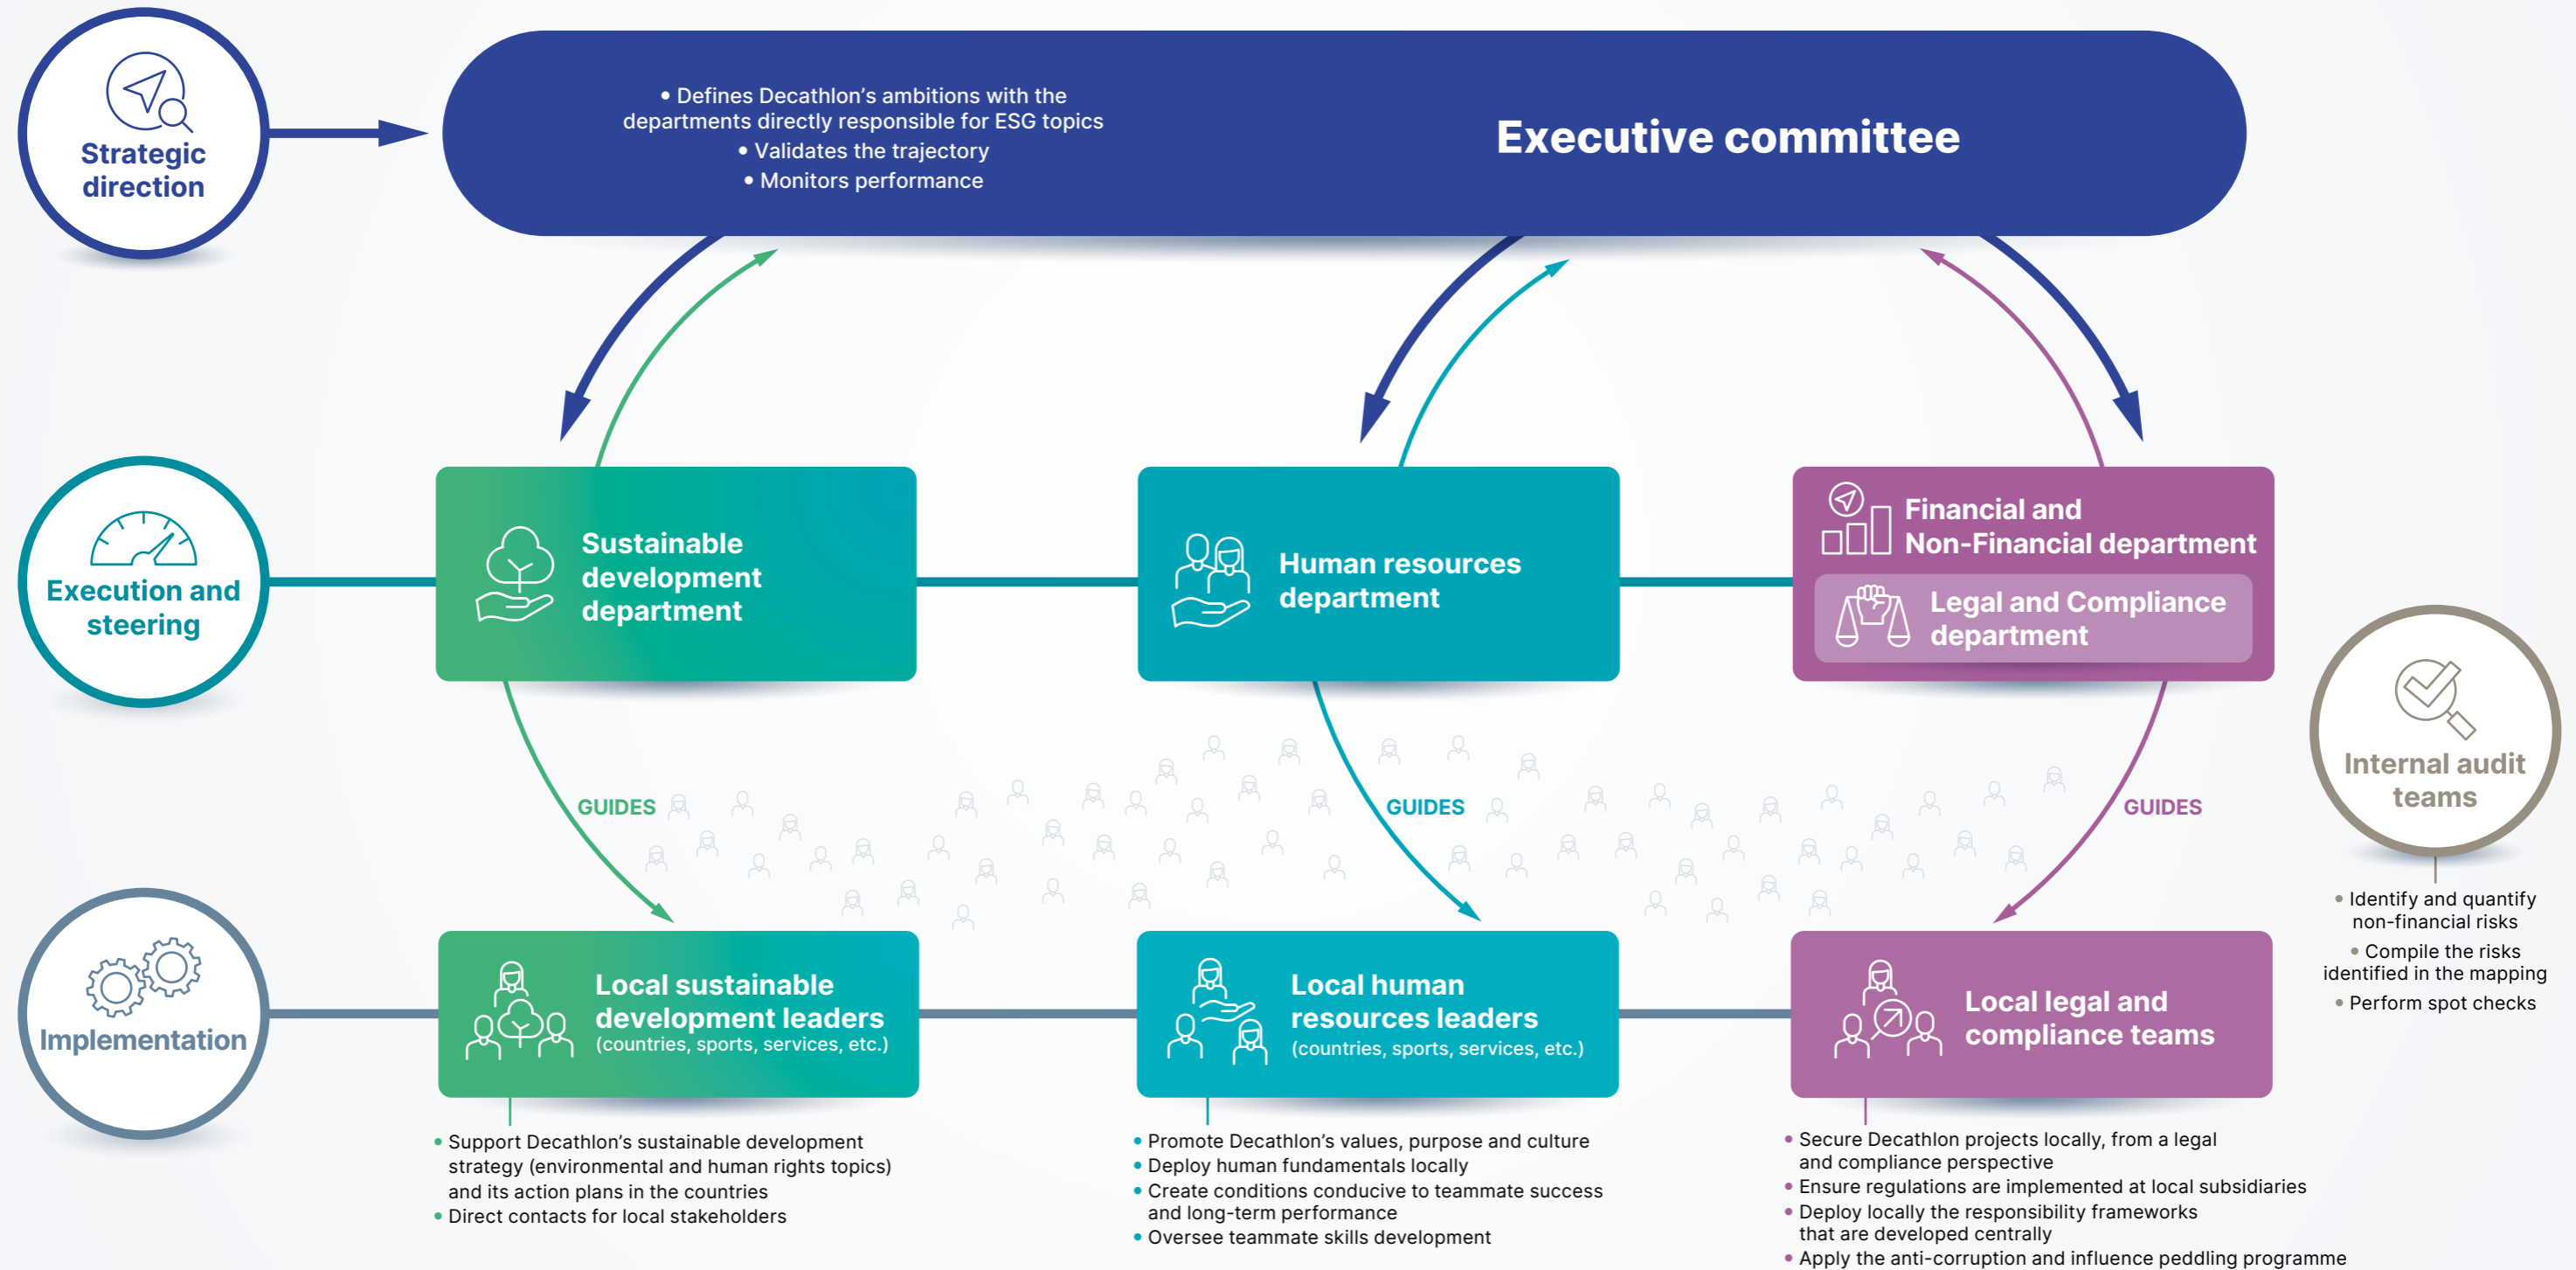 Strategic
direction
• Defines Decathlon’s ambitions with the
departments directly responsible for ESG topics
• Validates the trajectory
• Monitors performance
Executive committee
Execution and
steering
Sustainable
development
department
Human resources
department
Financial and
Non-Financial department
Legal and Compliance
department
GUIDES
GUIDES
GUIDES
Internal audit
teams
• Identify and quantify
non-financial risks
• Compile the risks
identified in the mapping
• Perform spot checks
Implementation
Local sustainable
development leaders
(countries, sports, services, etc.)
• Support Decathlon’s sustainable development
strategy (environmental and human rights topics)
and its action plans in the countries
• Direct contacts for local stakeholders
Local human
resources leaders
(countries, sports, services, etc.)
• Promote Decathlon’s values, purpose and culture
• Deploy human fundamentals locally
• Create conditions conducive to teammate success
and long-term performance
• Oversee teammate skills development
Local legal and
compliance teams
• Secure Decathlon projects locally, from a legal
and compliance perspective
• Ensure regulations are implemented at local subsidiaries
• Deploy locally the responsibility frameworks
that are developed centrally
• Apply the anti-corruption and influence peddling programme